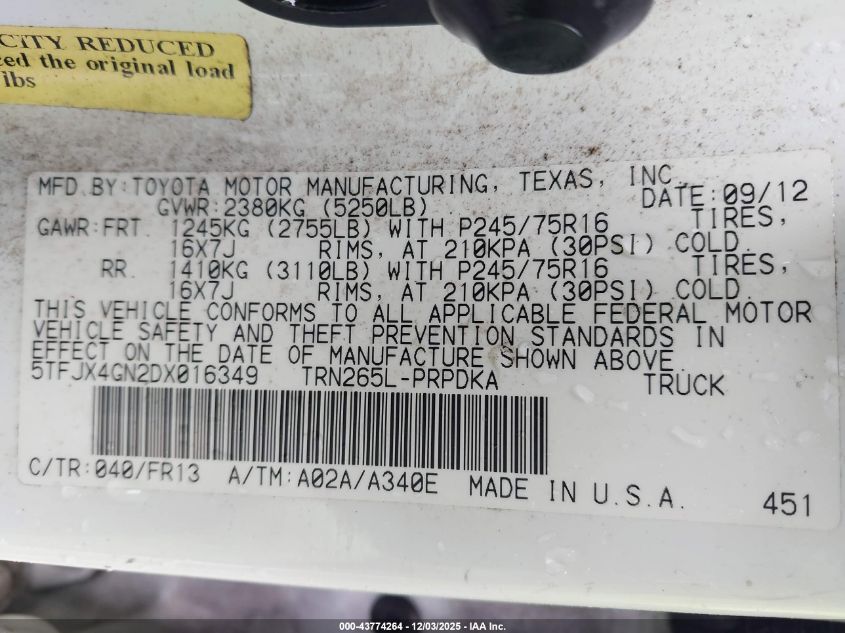 CITY REDUCED
the original load
lbs
MFD. BY: TOYOTA MOTOR MANUFACTURING, TEXAS, INC.
DATE: 09/12
GVWR: 2380KG (5250LB)
GAWR: FRT. 1245KG (2755LB) WITH P245/75R16 TIRES,
16X7J RIMS, AT 210KPA (30PSI) COLD.
RR. 1410KG (3110LB) WITH P245/75R16 TIRES,
16X7J RIMS, AT 210KPA (30PSI) COLD.
THIS VEHICLE CONFORMS TO ALL APPLICABLE FEDERAL MOTOR
VEHICLE SAFETY AND THEFT PREVENTION STANDARDS IN
EFFECT ON THE DATE OF MANUFACTURE SHOWN ABOVE.
5TFJX4GN2DX016349 TRN265L-PRPDKA TRUCK
C/TR: 040/FR13 A/TM: A02A/A340E MADE IN U.S.A.
451
000-43774264 - 12/03/2025 - IAA Inc.